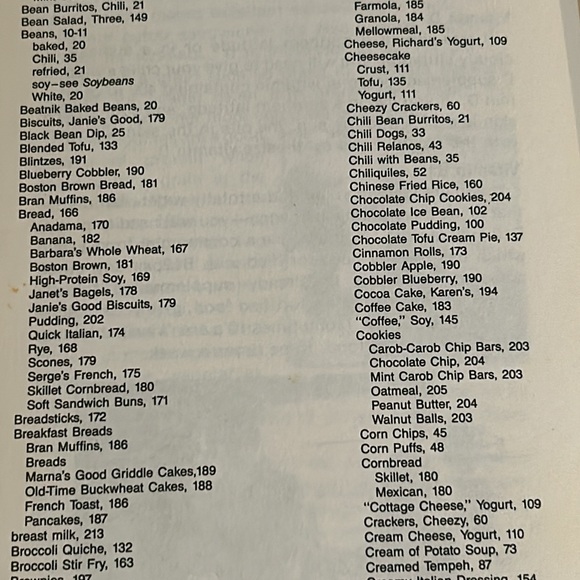 Bean Burritos, Chili, 21
Bean Salad, Three, 149
Beans, 10-11
baked, 20
Chili, 35
refried, 21
soy–see Soybeans
White, 20
Beatnik Baked Beans, 20
Biscuits, Janie's Good, 179
Black Bean Dip, 25
Blended Tofu, 133
Blintzes, 191
Blueberry Cobbler, 190
Boston Brown Bread, 181
Bran Muffins, 186
Bread, 166
Anadama, 170
Banana, 182
Barbara's Whole Wheat, 167
Boston Brown, 181
High-Protein Soy, 169
Janet's Bagels, 178
Janie's Good Biscuits, 179
Pudding, 202
Quick Italian, 174
Rye, 168
Scones, 179
Serge's French, 175
Skillet Cornbread, 180
Soft Sandwich Buns, 171
Breadsticks, 172
Breakfast Breads
Bran Muffins, 186
Breads
Marna's Good Griddle Cakes,189
Old-Time Buckwheat Cakes, 188
French Toast, 186
Pancakes, 187
breast milk, 213
Broccoli Quiche, 132
Broccoli Stir Fry, 163
Brownies, 197
Farmola, 185
Granola, 184
Mellowmeal, 185
Cheese, Richard's Yogurt, 109
Cheesecake
Crust, 111
Tofu, 135
Yogurt, 111
Cheezy Crackers, 60
Chili Bean Burritos, 21
Chili Dogs, 33
Chili Relanos, 43
Chili with Beans, 35
Chiliquiles, 52
Chinese Fried Rice, 160
Chocolate Chip Cookies, 204
Chocolate Ice Bean, 102
Chocolate Pudding, 100
Chocolate Tofu Cream Pie, 137
Cinnamon Rolls, 173
Cobbler Apple, 190
Cobbler Blueberry, 190
Cocoa Cake, Karen's, 194
Coffee Cake, 183
"Coffee," Soy, 145
Cookies
Carob-Carob Chip Bars, 203
Chocolate Chip, 204
Mint Carob Chip Bars, 203
Oatmeal, 205
Peanut Butter, 204
Walnut Balls, 203
Corn Chips, 45
Corn Puffs, 48
Cornbread
Skillet, 180
Mexican, 180
"Cottage Cheese," Yogurt, 109
Crackers, Cheezy, 60
Cream Cheese, Yogurt, 110
Cream of Potato Soup, 73
Creamed Tempeh, 87
Creamy Italian Dressing, 154